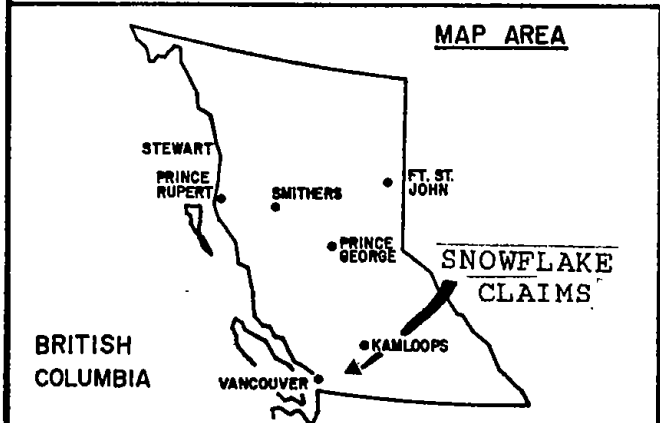 MAP AREA
STEWART
PRINCE
RUPERT
SMITHERS
FT. ST.
JOHN
PRINCE
GEORGE
SNOWFLAKE
CLAIMS
BRITISH
COLUMBIA
KAMLOOPS
VANCOUVER